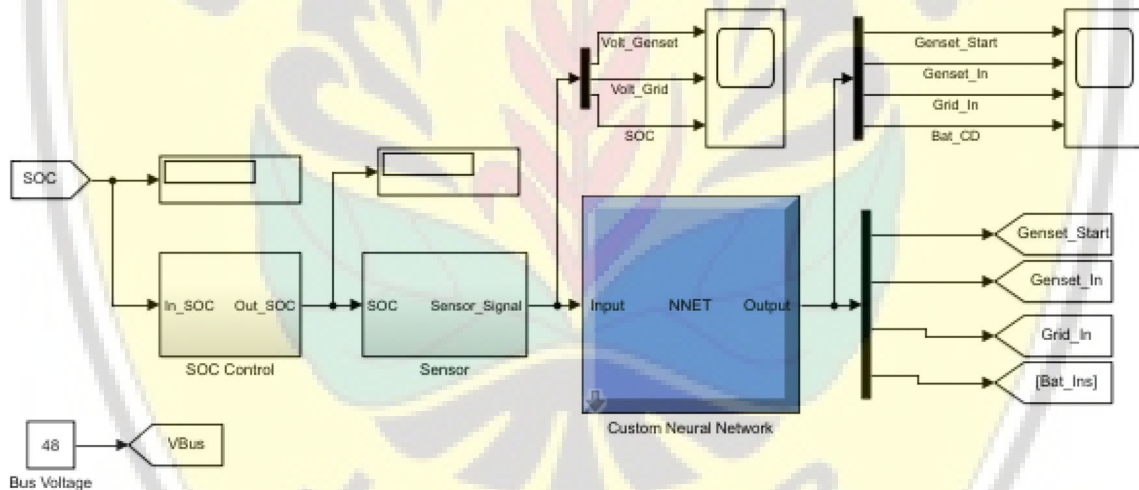 Volt_Genset
Volt_Grid
SOC
Genset_Start
Genset_In
Grid_In
Bat_CD
SOC
In_SOC
Out_SOC
SOC Control
SOC
Sensor_Signal
Sensor
Input
NNET
Output
Custom Neural Network
Genset_Start
Genset_In
Grid_In
[Bat_Ins]
48
Bus Voltage
VBus